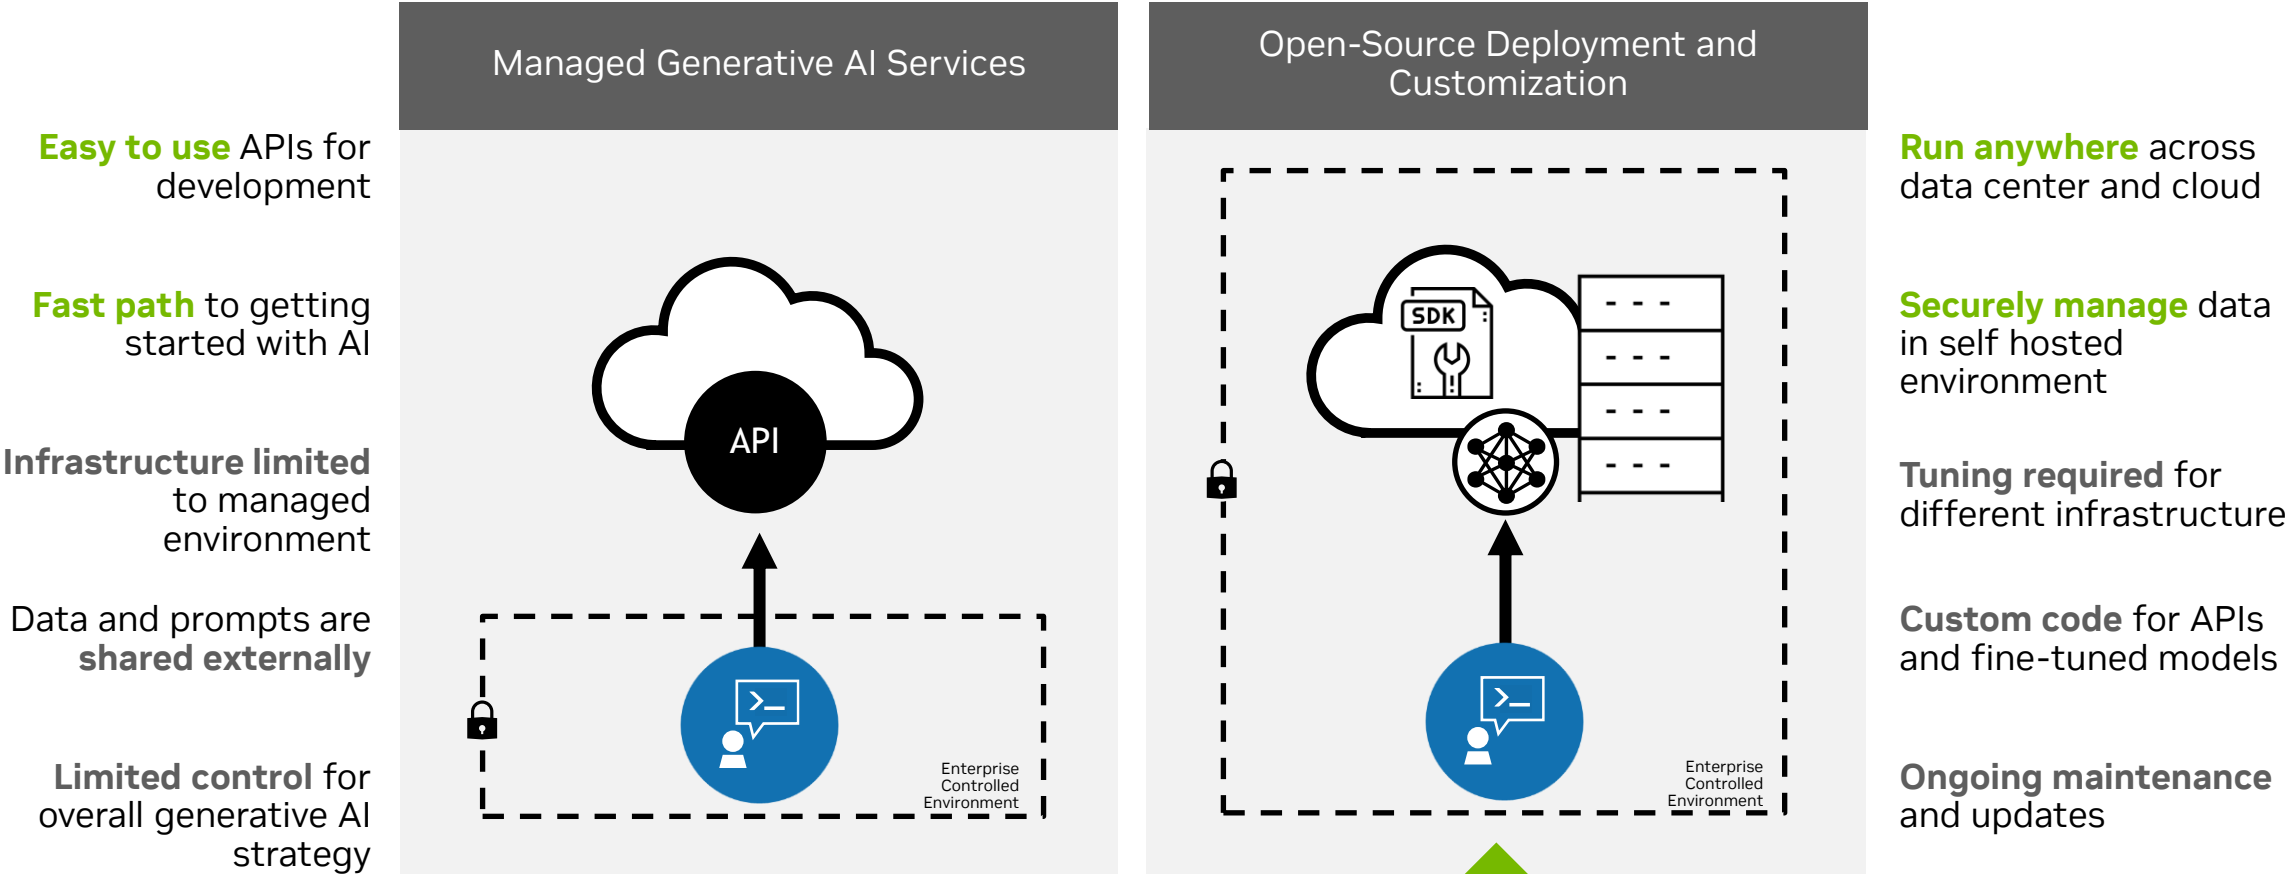 Managed Generative AI Services
Open-Source Deployment and
Customization
Easy to use APIs for
development
Fast path to getting
started with AI
Infrastructure limited
to managed
environment
Data and prompts are
shared externally
Limited control for
overall generative AI
strategy
API
>_
Enterprise
Controlled
Environment
SDK
>_
Enterprise
Controlled
Environment
Run anywhere across
data center and cloud
Securely manage data
in self hosted
environment
Tuning required for
different infrastructure
Custom code for APIs
and fine-tuned models
Ongoing maintenance
and updates